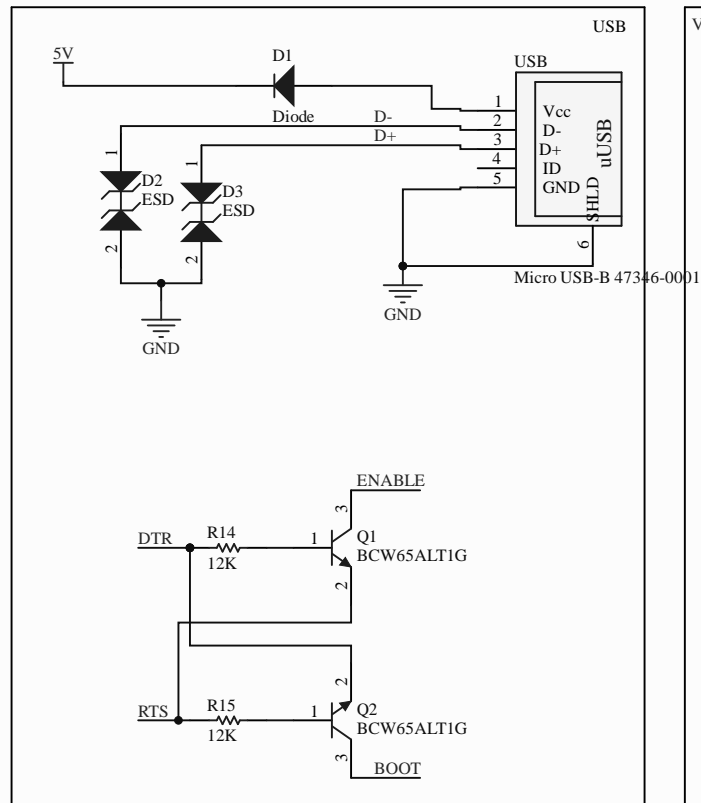 USB
V
5V
D1
Diode
USB
D-
D+
1
2
3
4
5
Vcc
D-
D+
ID
GND
uUSB
SHLD
6
Micro USB-B 47346-0001
GND
1
D2
ESD
2
1
D3
ESD
2
GND
ENABLE
3
DTR
R14
12K
1
Q1
BCW65ALT1G
2
2
RTS
R15
12K
1
Q2
BCW65ALT1G
3
BOOT